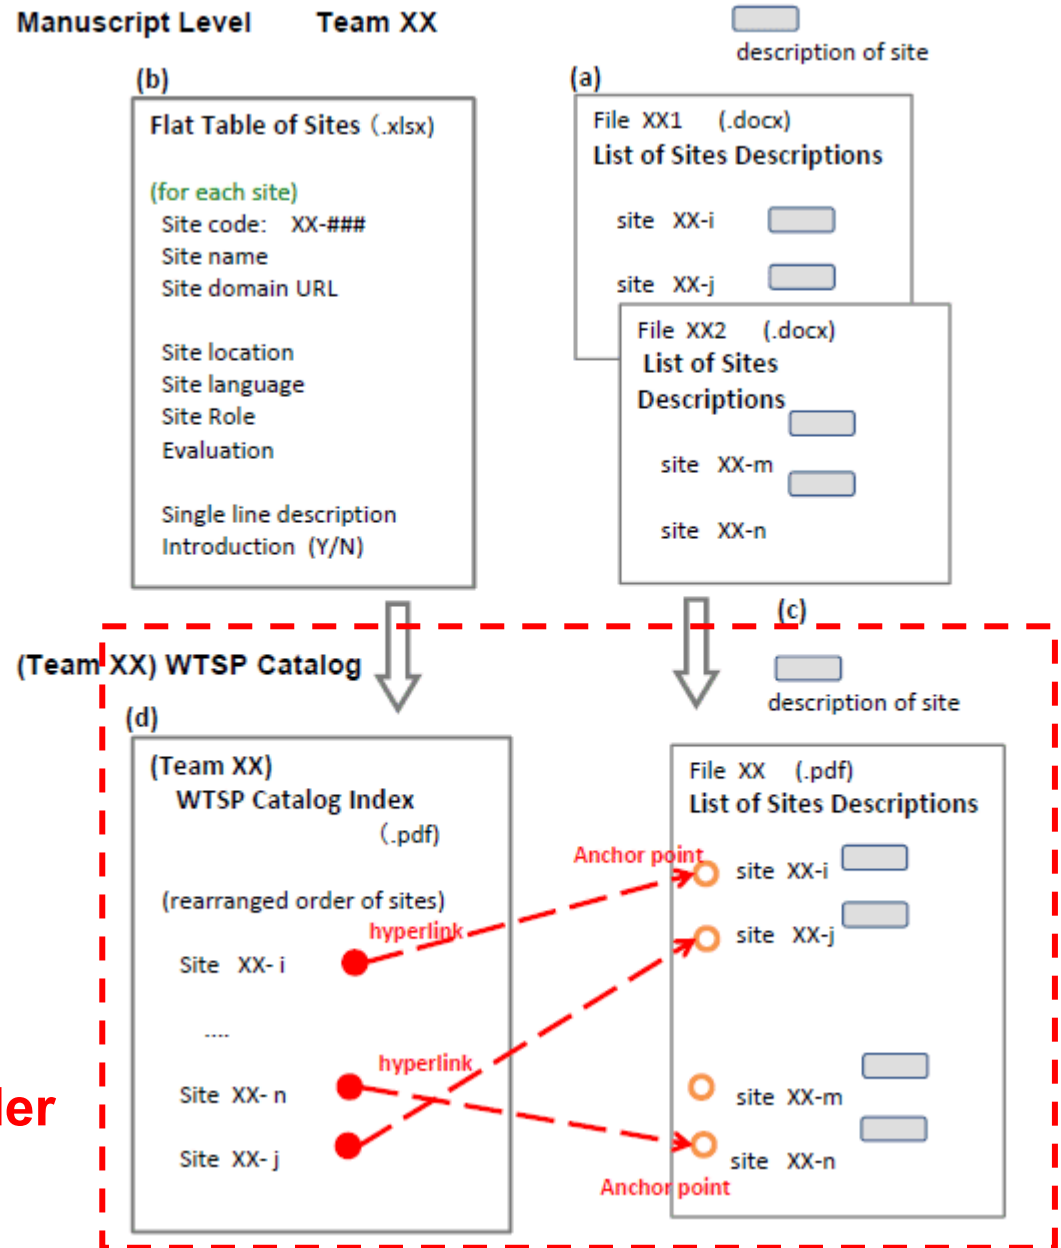 Manuscript Level Team XX
description of site
(b)
Flat Table of Sites (.xlsx)
(for each site)
Site code: XX-###
Site name
Site domain URL
Site location
Site language
Site Role
Evaluation
Single line description
Introduction (Y/N)
(a)
File XX1 (.docx)
List of Sites Descriptions
site XX-i
site XX-j
File XX2 (.docx)
List of Sites
Descriptions
site XX-m
site XX-n
(c)
(Team XX) WTSP Catalog
description of site
(d)
(Team XX)
WTSP Catalog Index
(.pdf)
(rearranged order of sites)
hyperlink
Site XX- i
....
hyperlink
Site XX- n
Site XX- j
File XX (.pdf)
List of Sites Descriptions
Anchor point
site XX-i
site XX-j
site XX-m
site XX-n
Anchor point